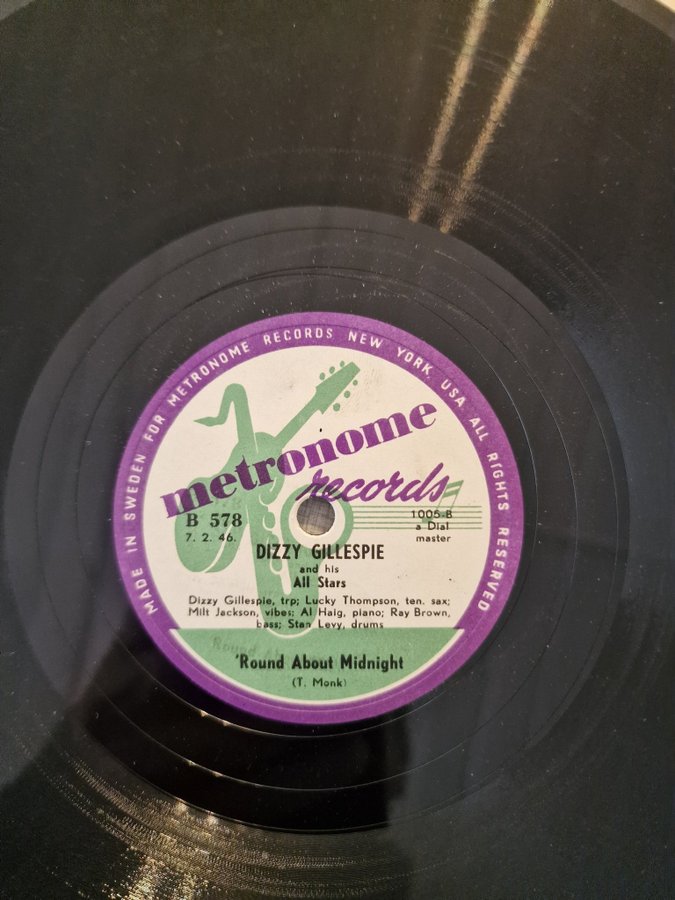 MADE IN SWEDEN FOR METRONOME RECORDS NEW YORK, USA ALL RIGHTS RESERVED
metronome
records
B 578
7. 2. 46.
1005-B
a Dial
master
DIZZY GILLESPIE
and his
All Stars
Dizzy Gillespie, trp; Lucky Thompson, ten. sax;
Milt Jackson, vibes; Al Haig, piano; Ray Brown,
bass; Stan Levy, drums
'Round About Midnight
(T. Monk)